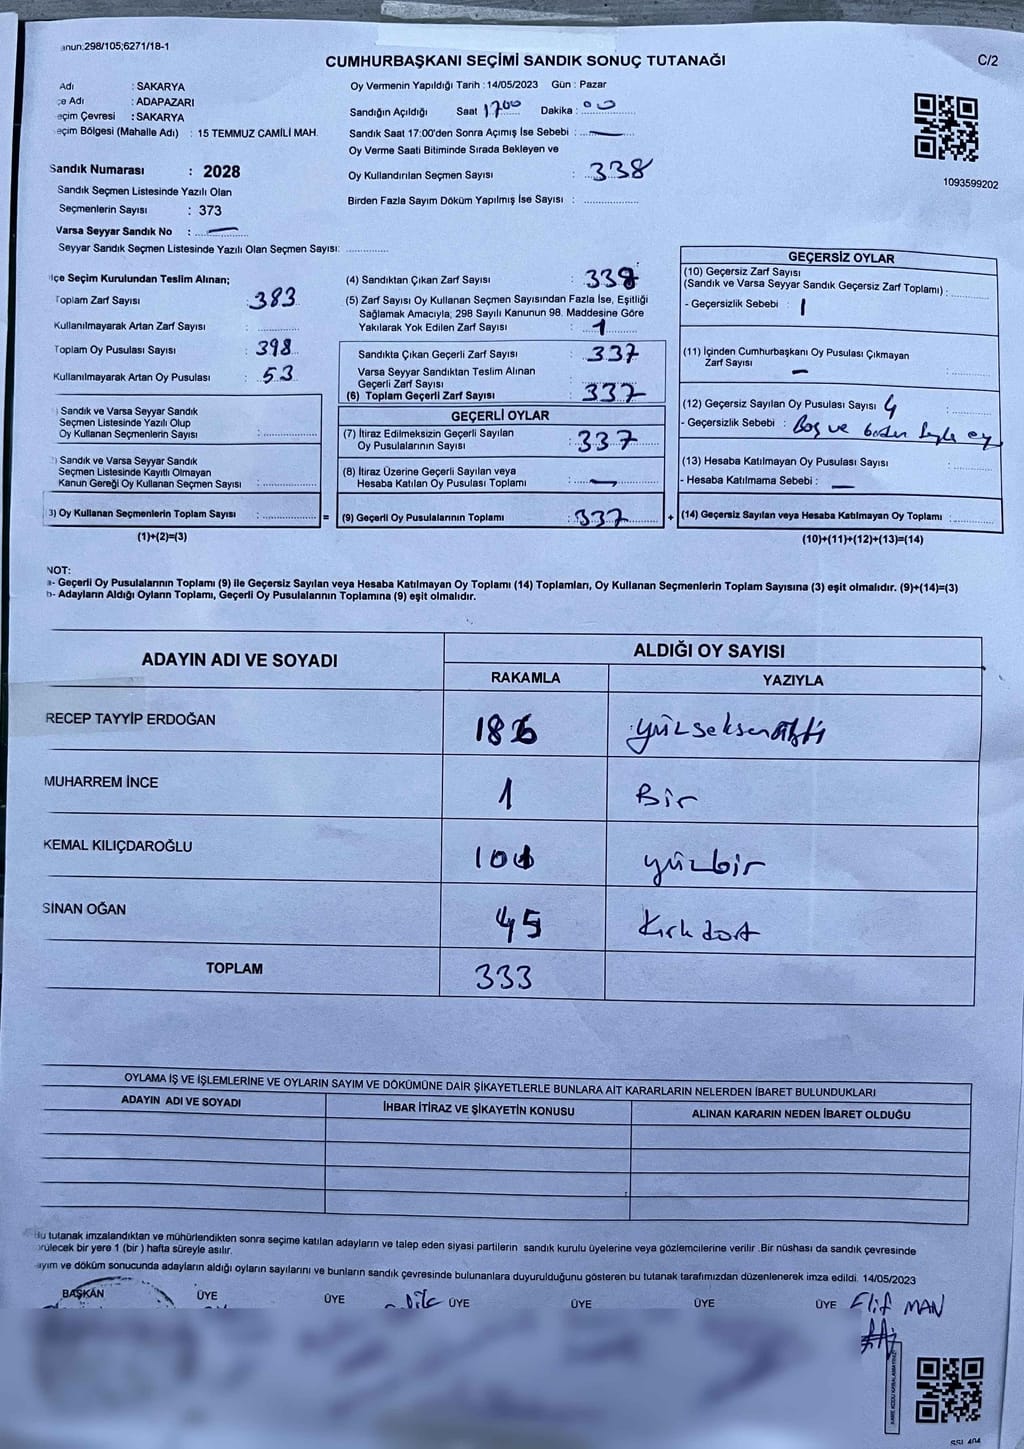 anun:298/105;6271/18-1
CUMHURBAŞKANI SEÇİMİ SANDIK SONUÇ TUTANAĞI
C/2
Adı : SAKARYA
çe Adı : ADAPAZARI
eçim Çevresi : SAKARYA
eçim Bölgesi (Mahalle Adı) : 15 TEMMUZ CAMİLİ MAH.
Sandık Numarası : 2028
Sandık Seçmen Listesinde Yazılı Olan
Seçmenlerin Sayısı : 373
Varsa Seyyar Sandık No : —
Seyyar Sandık Seçmen Listesinde Yazılı Olan Seçmen Sayısı:
Oy Vermenin Yapıldığı Tarih : 14/05/2023 Gün : Pazar
Sandığın Açıldığı Saat 1700 Dakika : 00
Sandık Saat 17:00'den Sonra Açımış İse Sebebi : —
Oy Verme Saati Bitiminde Sırada Bekleyen ve
Oy Kullandırılan Seçmen Sayısı : 338
Birden Fazla Sayım Döküm Yapılmış İse Sayısı :
1093599202
lçe Seçim Kurulundan Teslim Alınan;
Toplam Zarf Sayısı : 383
Kullanılmayarak Artan Zarf Sayısı :
Toplam Oy Pusulası Sayısı : 398
Kullanılmayarak Artan Oy Pusulası : 53
) Sandık ve Varsa Seyyar Sandık
Seçmen Listesinde Yazılı Olup
Oy Kullanan Seçmenlerin Sayısı :
) Sandık ve Varsa Seyyar Sandık
Seçmen Listesinde Kayıtlı Olmayan
Kanun Gereği Oy Kullanan Seçmen Sayısı :
3) Oy Kullanan Seçmenlerin Toplam Sayısı :
(1)+(2)=(3)
=
(4) Sandıktan Çıkan Zarf Sayısı : 338
(5) Zarf Sayısı Oy Kullanan Seçmen Sayısından Fazla İse, Eşitliği
Sağlamak Amacıyla, 298 Sayılı Kanunun 98. Maddesine Göre
Yakılarak Yok Edilen Zarf Sayısı : 1
Sandıkta Çıkan Geçerli Zarf Sayısı : 337
Varsa Seyyar Sandıktan Teslim Alınan
Geçerli Zarf Sayısı :
(6) Toplam Geçerli Zarf Sayısı : 337
GEÇERLİ OYLAR
(7) İtiraz Edilmeksizin Geçerli Sayılan
Oy Pusulalarının Sayısı : 337
(8) İtiraz Üzerine Geçerli Sayılan veya
Hesaba Katılan Oy Pusulası Toplamı : —
(9) Geçerli Oy Pusulalarının Toplamı : 337
+
GEÇERSİZ OYLAR
(10) Geçersiz Zarf Sayısı
(Sandık ve Varsa Seyyar Sandık Geçersiz Zarf Toplamı) :
- Geçersizlik Sebebi : 1
(11) İçinden Cumhurbaşkanı Oy Pusulası Çıkmayan
Zarf Sayısı — :
(12) Geçersiz Sayılan Oy Pusulası Sayısı 4 :
- Geçersizlik Sebebi : Boş ve birden oy
(13) Hesaba Katılmayan Oy Pusulası Sayısı :
- Hesaba Katılmama Sebebi : —
(14) Geçersiz Sayılan veya Hesaba Katılmayan Oy Toplamı :
(10)+(11)+(12)+(13)=(14)
NOT:
a- Geçerli Oy Pusulalarının Toplamı (9) ile Geçersiz Sayılan veya Hesaba Katılmayan Oy Toplamı (14) Toplamları, Oy Kullanan Seçmenlerin Toplam Sayısına (3) eşit olmalıdır. (9)+(14)=(3)
b- Adayların Aldığı Oyların Toplamı, Geçerli Oy Pusulalarının Toplamına (9) eşit olmalıdır.
ADAYIN ADI VE SOYADI
ALDIĞI OY SAYISI
RAKAMLA YAZIYLA
RECEP TAYYİP ERDOĞAN 186 yüzseksenaltı
MUHARREM İNCE 1 Bir
KEMAL KILIÇDAROĞLU 101 yüzbir
SİNAN OĞAN 45 Kırkdört
TOPLAM 333
OYLAMA İŞ VE İŞLEMLERİNE VE OYLARIN SAYIM VE DÖKÜMÜNE DAİR ŞİKAYETLERLE BUNLARA AİT KARARLARIN NELERDEN İBARET BULUNDUKLARI
ADAYIN ADI VE SOYADI İHBAR İTİRAZ VE ŞİKAYETİN KONUSU ALINAN KARARIN NEDEN İBARET OLDUĞU
Bu tutanak imzalandıktan ve mühürlendikten sonra seçime katılan adayların ve talep eden siyasi partilerin sandık kurulu üyelerine veya gözlemcilerine verilir .Bir nüshası da sandık çevresinde
örülecek bir yere 1 (bir ) hafta süreyle asılır.
ayım ve döküm sonucunda adayların aldığı oyların sayılarını ve bunların sandık çevresinde bulunanlara duyurulduğunu gösteren bu tutanak tarafımızdan düzenlenerek imza edildi. 14/05/2023
BAŞKAN ÜYE ÜYE ÜYE ÜYE ÜYE ÜYE Elif MAN